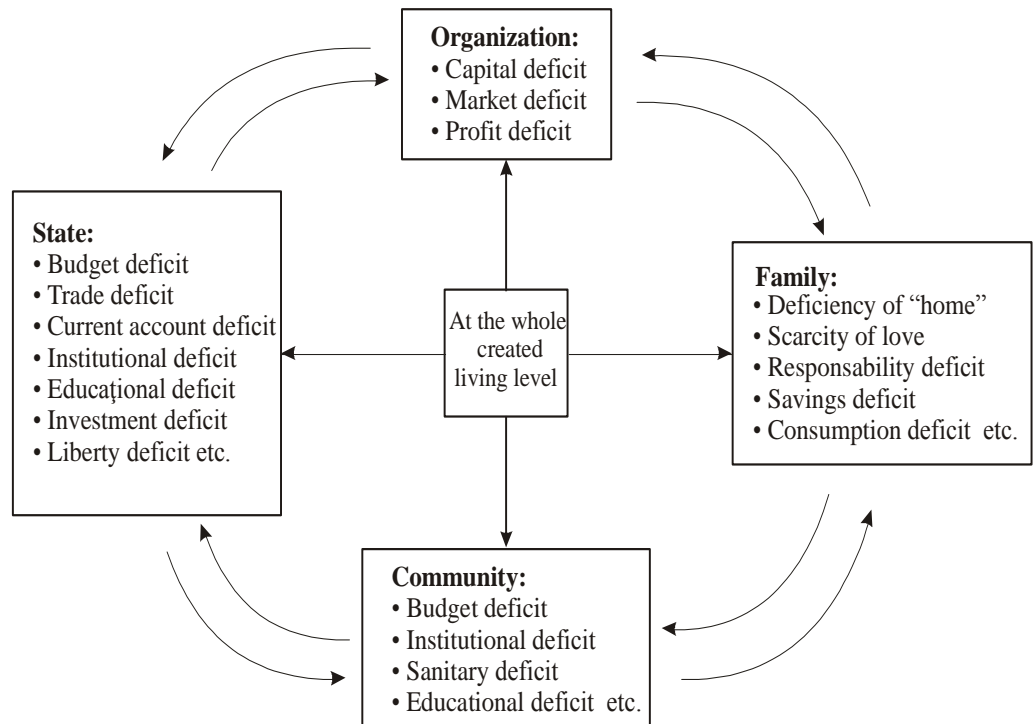 Organization:
• Capital deficit
• Market deficit
• Profit deficit
State:
• Budget deficit
• Trade deficit
• Current account deficit
• Institutional deficit
• Educaţional deficit
• Investment deficit
• Liberty deficit etc.
At the whole
created
living level
Family:
• Deficiency of “home”
• Scarcity of love
• Responsability deficit
• Savings deficit
• Consumption deficit etc.
Community:
• Budget deficit
• Institutional deficit
• Sanitary deficit
• Educational deficit etc.